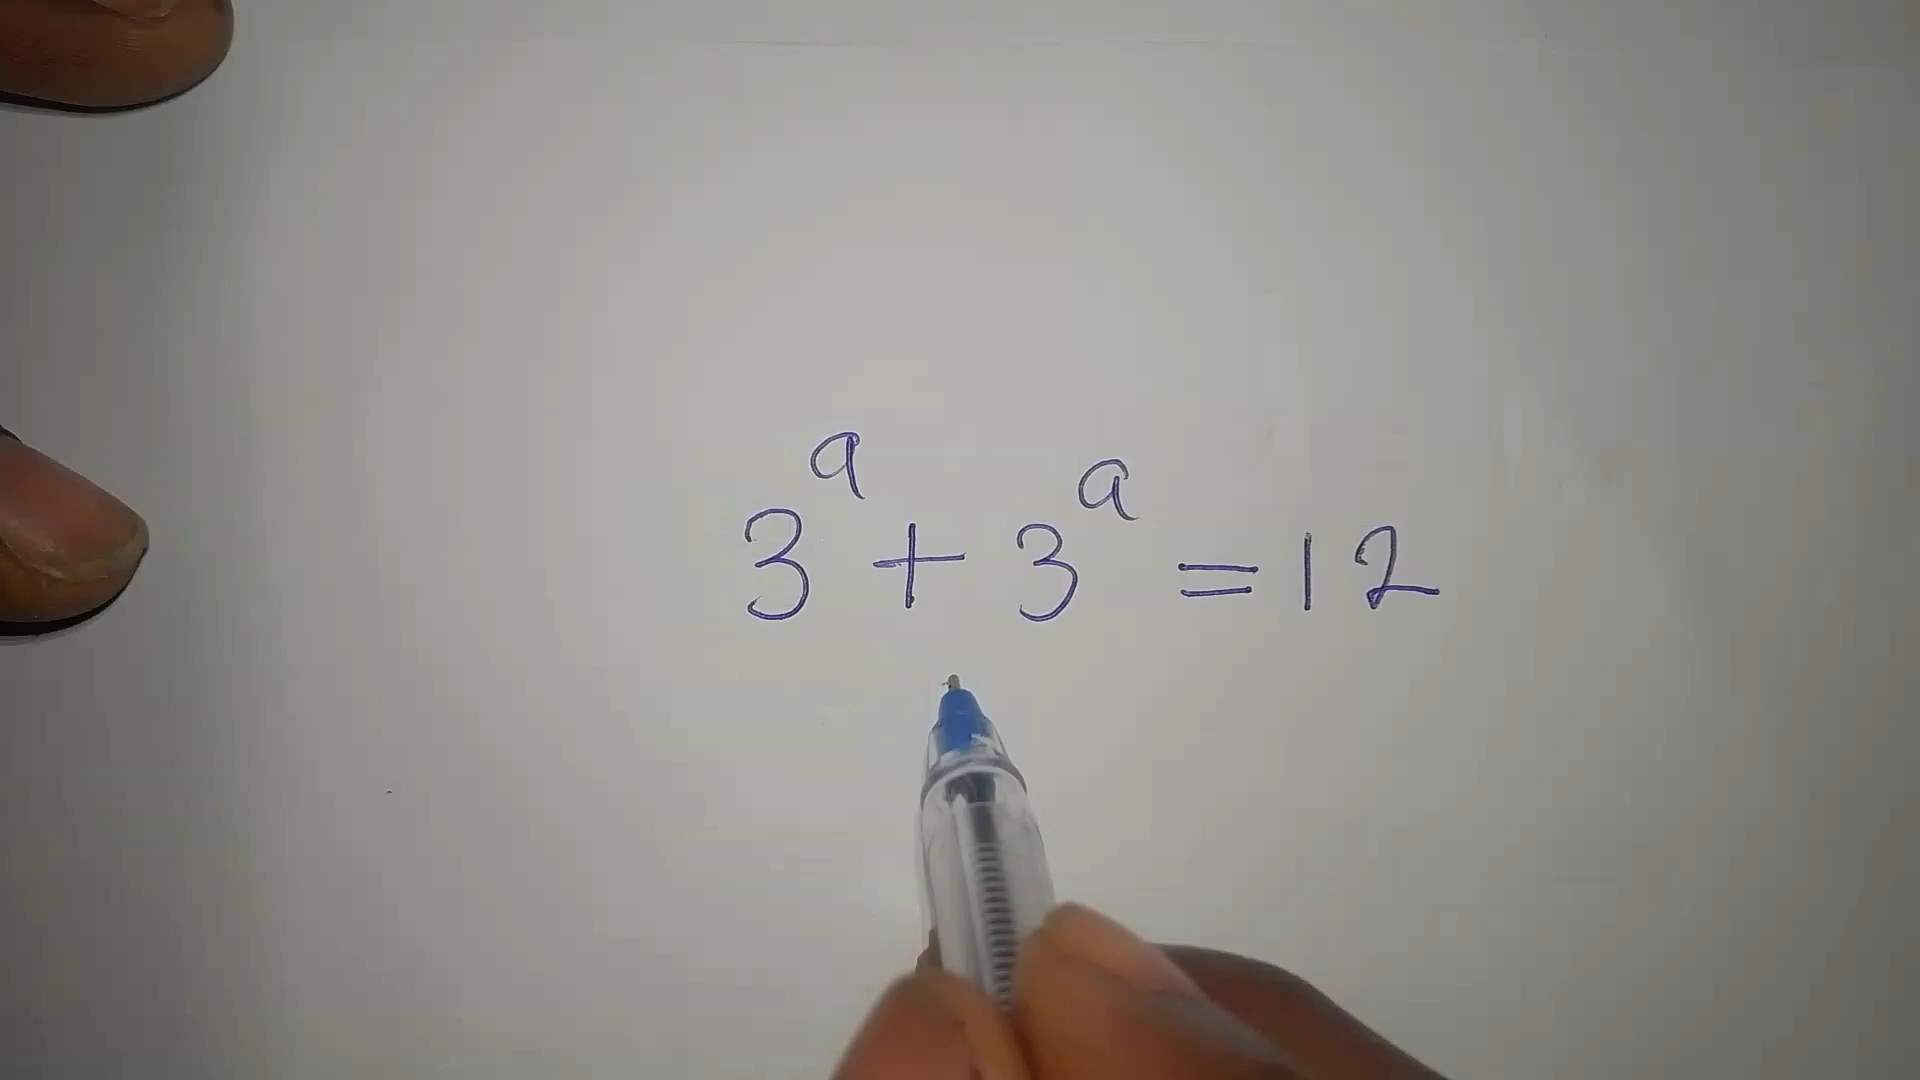 3^a + 3^a = 12